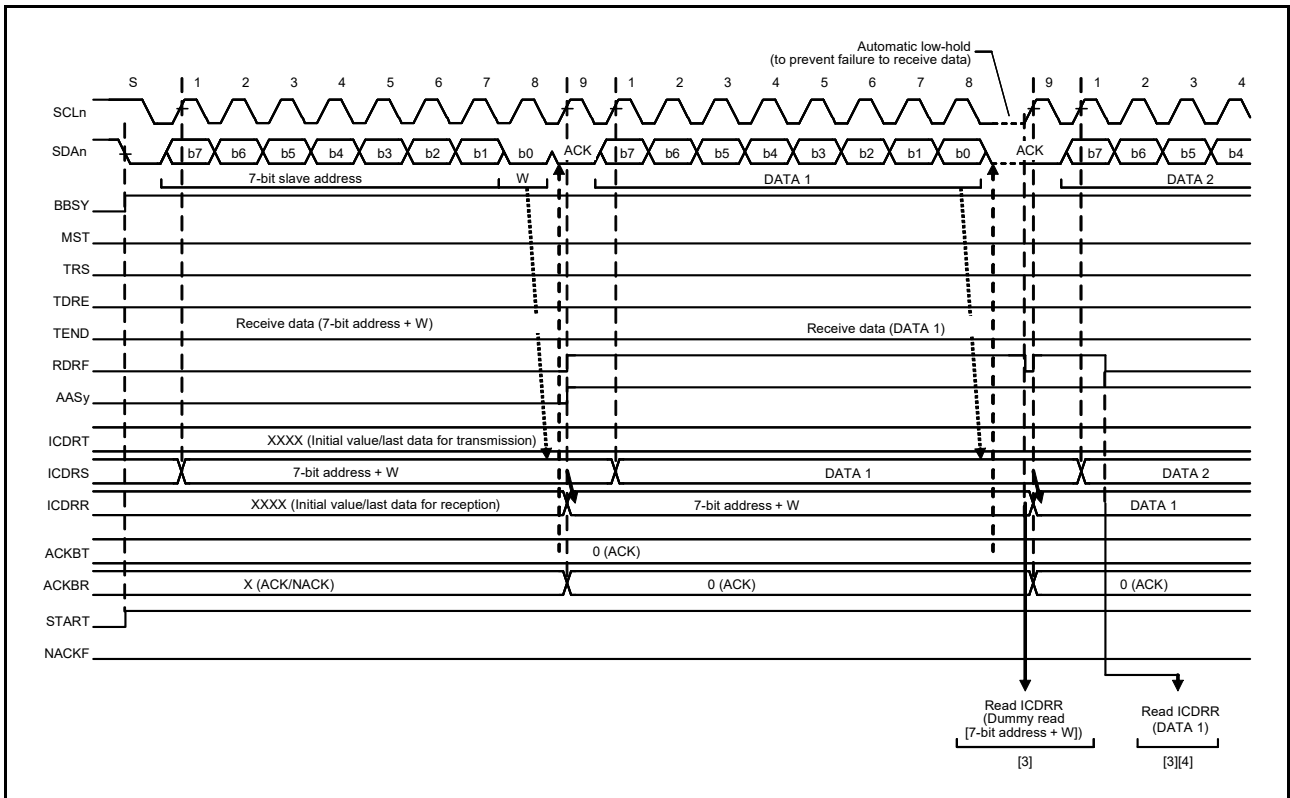 Automatic low-hold
(to prevent failure to receive data)
S 1 2 3 4 5 6 7 8 9 1 2 3 4 5 6 7 8 9 1 2 3 4
SCLn
SDAn b7 b6 b5 b4 b3 b2 b1 b0 ACK b7 b6 b5 b4 b3 b2 b1 b0 ACK b7 b6 b5 b4
7-bit slave address W DATA 1 DATA 2
BBSY
MST
TRS
TDRE
Receive data (7-bit address + W) Receive data (DATA 1)
TEND
RDRF
AASy
ICDRT XXXX (Initial value/last data for transmission)
ICDRS 7-bit address + W DATA 1 DATA 2
ICDRR XXXX (Initial value/last data for reception) 7-bit address + W DATA 1
ACKBT 0 (ACK)
ACKBR X (ACK/NACK) 0 (ACK) 0 (ACK)
START
NACKF
Read ICDRR
(Dummy read
[7-bit address + W])
[3]
Read ICDRR
(DATA 1)
[3][4]